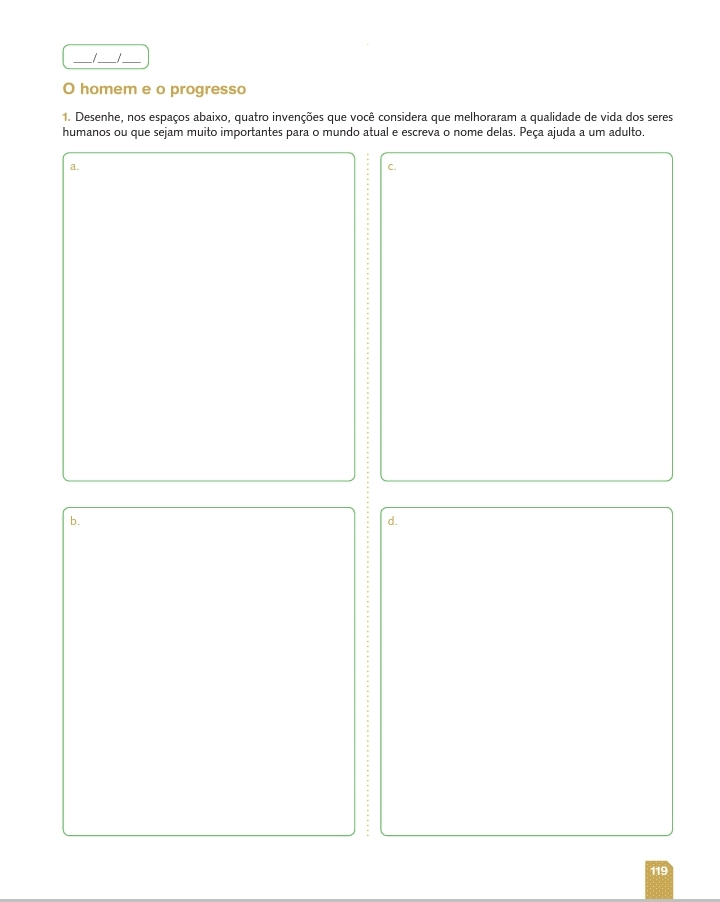 ___/___/___
O homem e o progresso
1. Desenhe, nos espaços abaixo, quatro invenções que você considera que melhoraram a qualidade de vida dos seres
humanos ou que sejam muito importantes para o mundo atual e escreva o nome delas. Peça ajuda a um adulto.
a.
c.
b.
d.
119